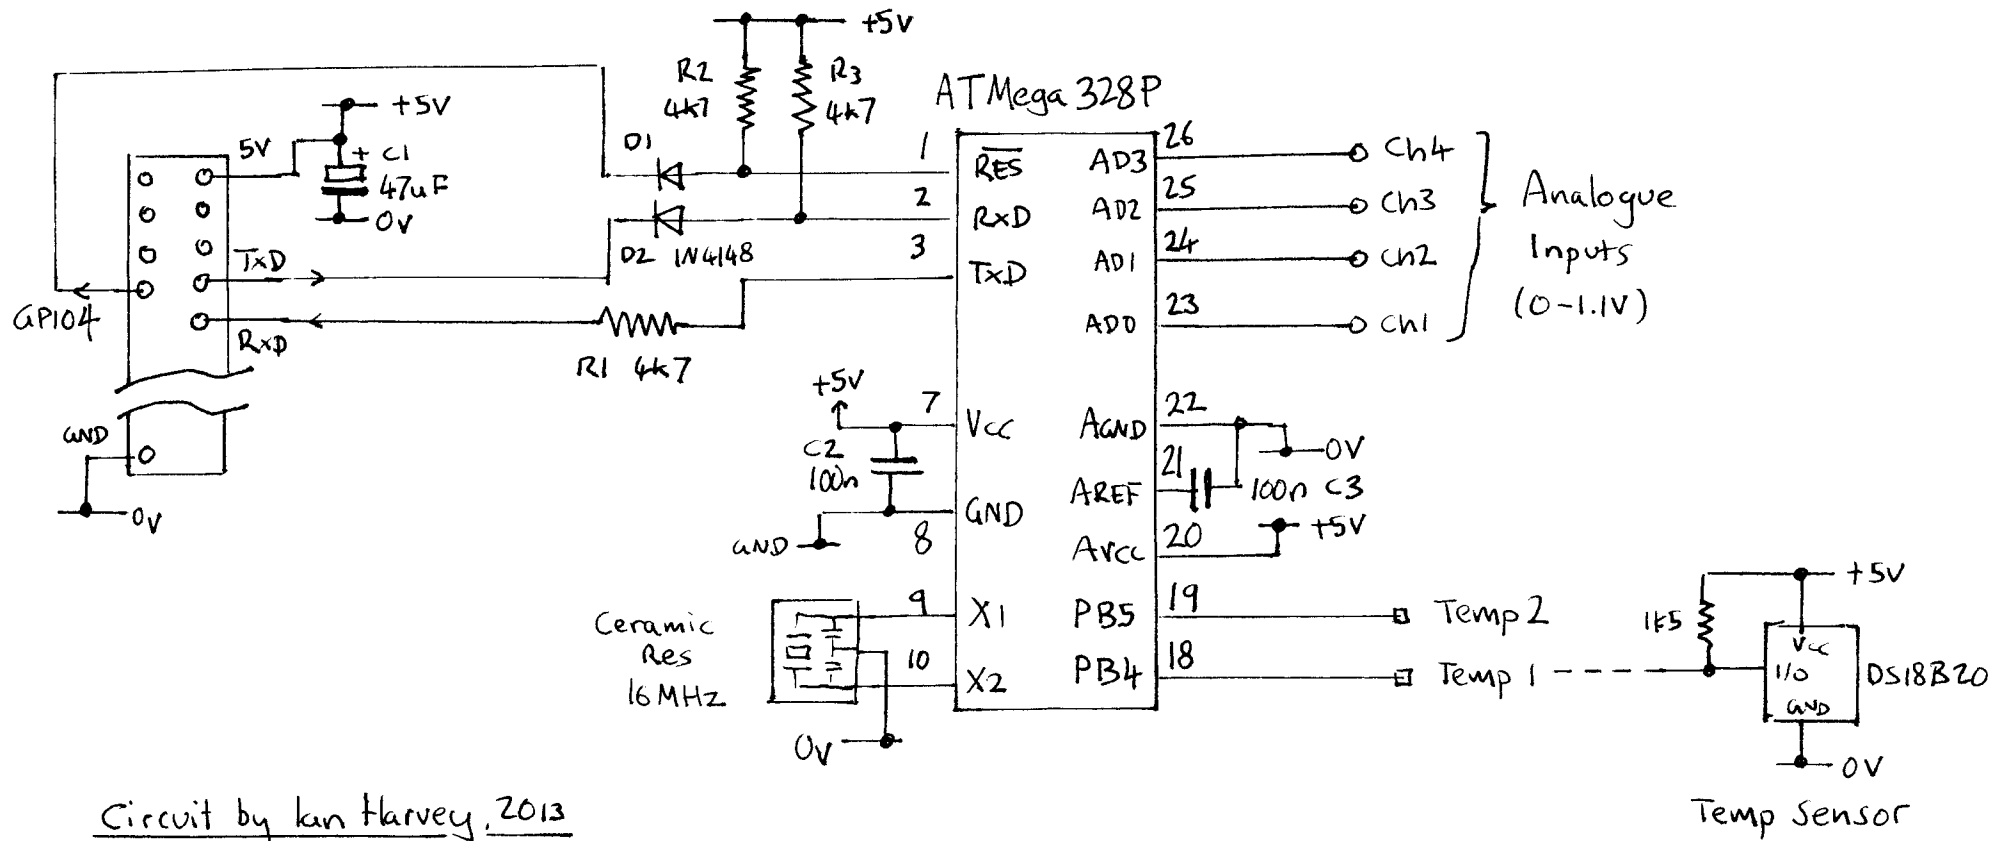 +5V
R2
4k7
R3
4k7
ATMega 328P
+5V
5V
+ C1
47uF
0V
D1
D2 1N4148
TxD
GPIO4
RxD
R1 4k7
GND
0V
1
2
3
RES
RxD
TxD
AD3
AD2
AD1
AD0
26
25
24
23
Ch4
Ch3
Ch2
Ch1
Analogue
Inputs
(0-1.1V)
+5V
7
Vcc
C2
100n
GND
8
GND
AGND
22
0V
AREF
21
100n C3
AVCC
20
+5V
Ceramic
Res
16MHz
9
X1
10
X2
0V
PB5
19
Temp 2
PB4
18
Temp 1
1k5
+5V
Vcc
I/O
GND
DS18B20
0V
Temp Sensor
Circuit by Ian Harvey, 2013